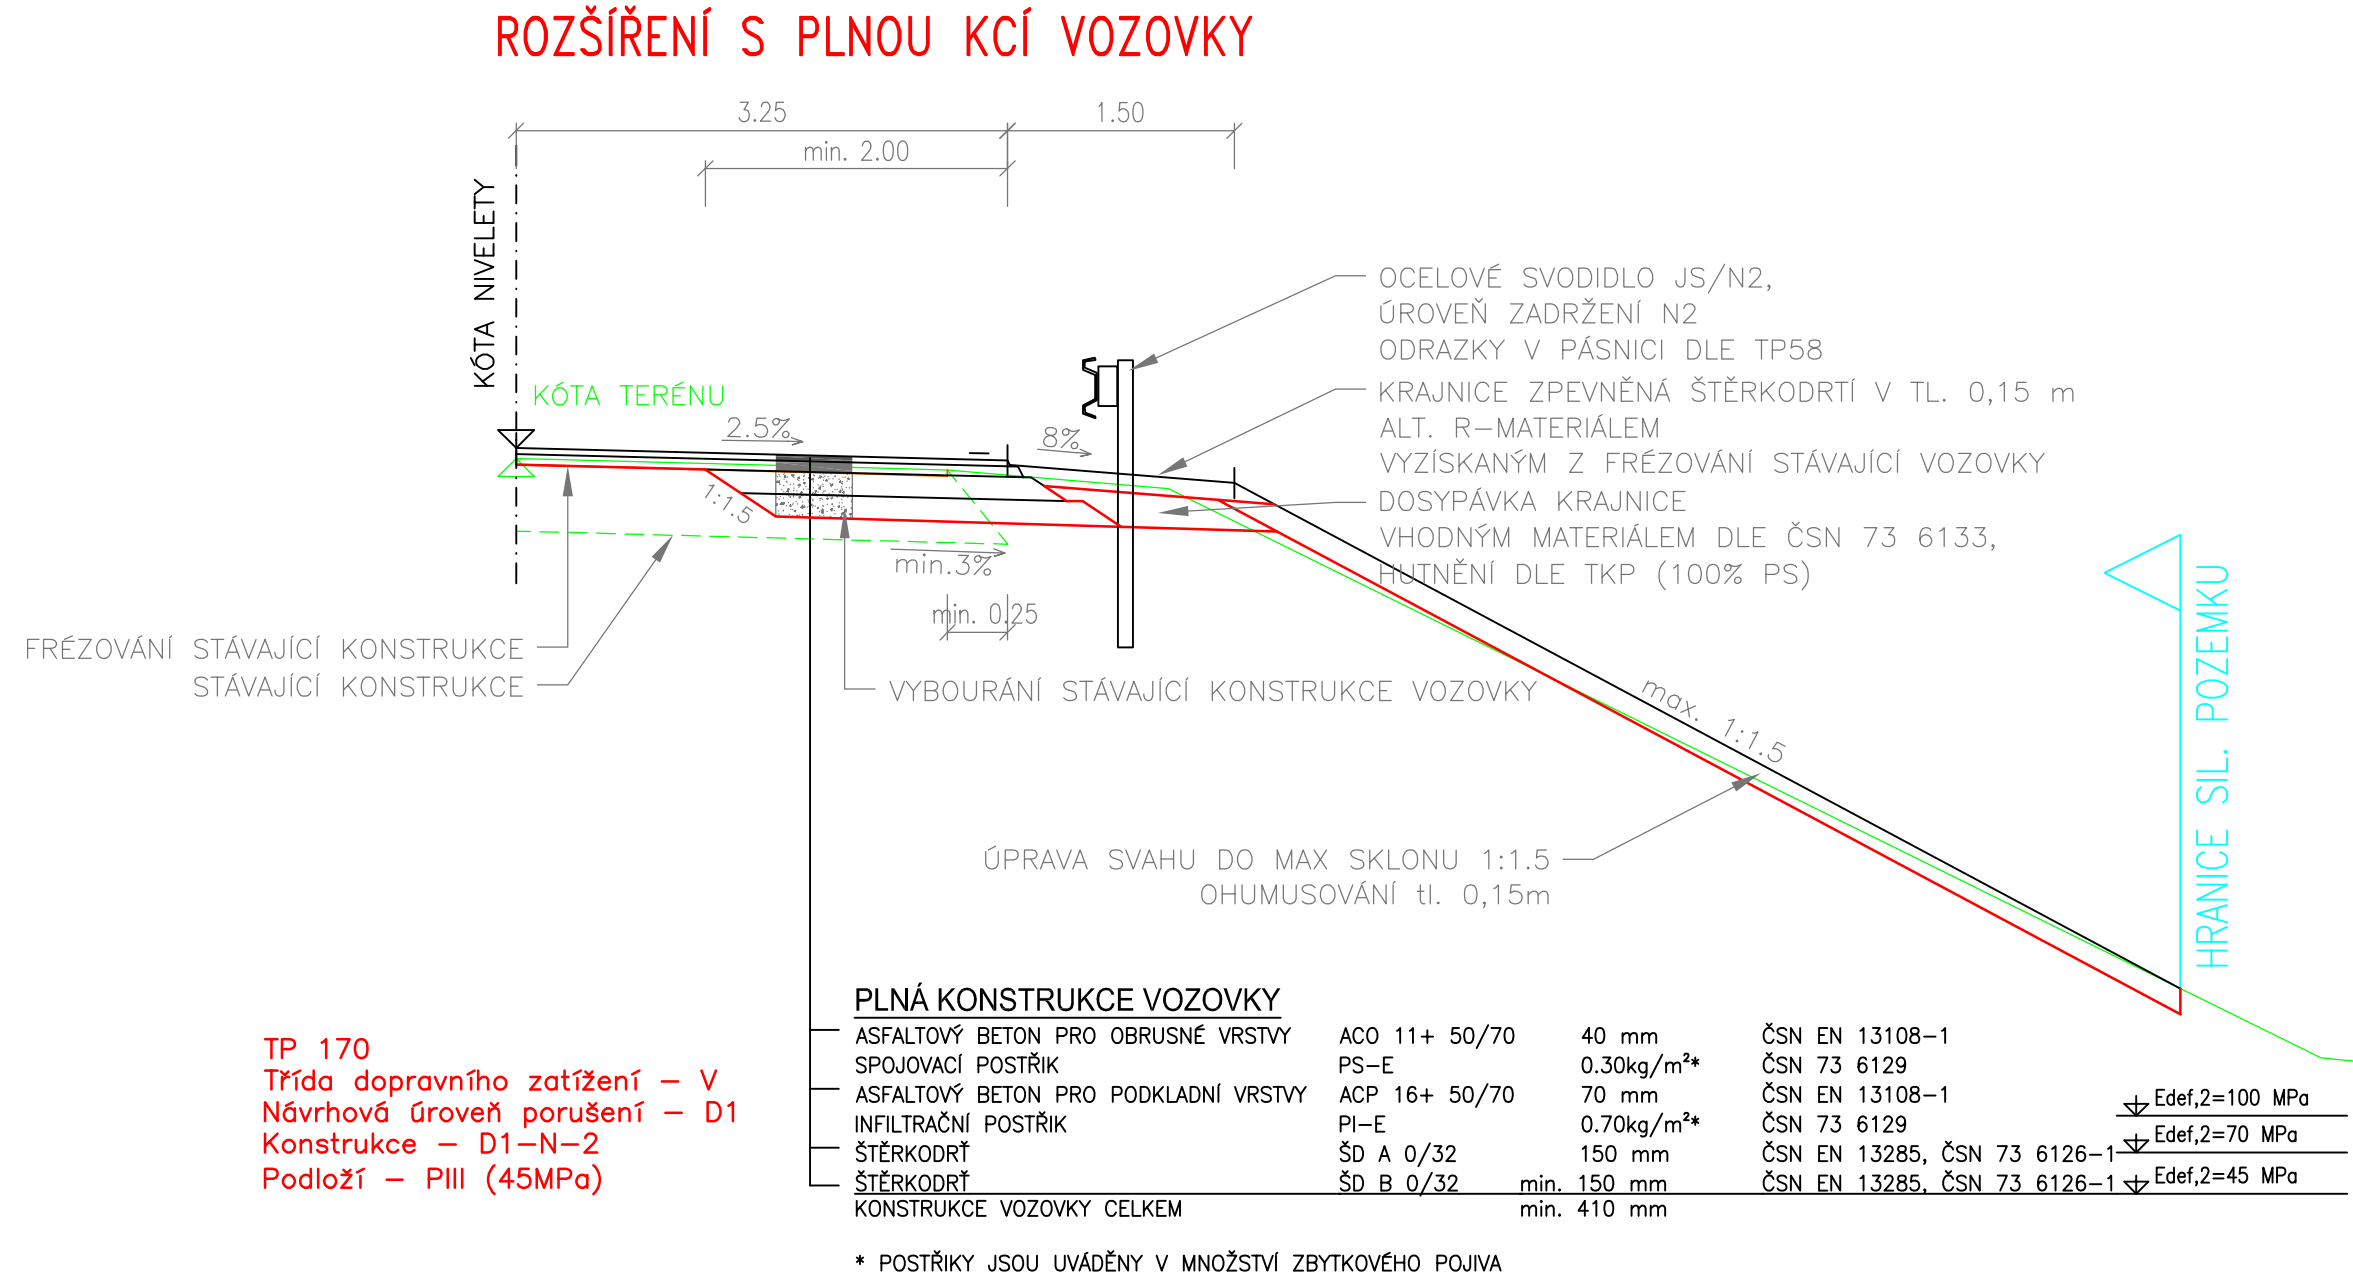 ROZŠÍŘENÍ S PLNOU KCÍ VOZOVKY
3.25
1.50
min. 2.00
KÓTA NIVELETY
KÓTA TERÉNU
2.5%
8%
1:1.5
min.3%
min. 0.25
OCELOVÉ SVODIDLO JS/N2,
ÚROVEŇ ZADRŽENÍ N2
ODRAZKY V PÁSNICI DLE TP58
KRAJNICE ZPEVNĚNÁ ŠTĚRKODRTÍ V TL. 0,15 m
ALT. R-MATERIÁLEM
VYZÍSKANÝM Z FRÉZOVÁNÍ STÁVAJÍCÍ VOZOVKY
DOSYPÁVKA KRAJNICE
VHODNÝM MATERIÁLEM DLE ČSN 73 6133,
HUTNĚNÍ DLE TKP (100% PS)
FRÉZOVÁNÍ STÁVAJÍCÍ KONSTRUKCE
STÁVAJÍCÍ KONSTRUKCE
VYBOURÁNÍ STÁVAJÍCÍ KONSTRUKCE VOZOVKY
max. 1:1.5
HRANICE SIL. POZEMKU
ÚPRAVA SVAHU DO MAX SKLONU 1:1.5
OHUMUSOVÁNÍ tl. 0,15m
TP 170
Třída dopravního zatížení - V
Návrhová úroveň porušení - D1
Konstrukce - D1-N-2
Podloží - PIII (45MPa)
PLNÁ KONSTRUKCE VOZOVKY
ASFALTOVÝ BETON PRO OBRUSNÉ VRSTVY ACO 11+ 50/70 40 mm ČSN EN 13108-1
SPOJOVACÍ POSTŘIK PS-E 0.30kg/m²* ČSN 73 6129
ASFALTOVÝ BETON PRO PODKLADNÍ VRSTVY ACP 16+ 50/70 70 mm ČSN EN 13108-1
Edef,2=100 MPa
INFILTRAČNÍ POSTŘIK PI-E 0.70kg/m²* ČSN 73 6129
Edef,2=70 MPa
ŠTĚRKODRŤ ŠD A 0/32 150 mm ČSN EN 13285, ČSN 73 6126-1
Edef,2=45 MPa
ŠTĚRKODRŤ ŠD B 0/32 min. 150 mm ČSN EN 13285, ČSN 73 6126-1
KONSTRUKCE VOZOVKY CELKEM min. 410 mm
* POSTŘIKY JSOU UVÁDĚNY V MNOŽSTVÍ ZBYTKOVÉHO POJIVA